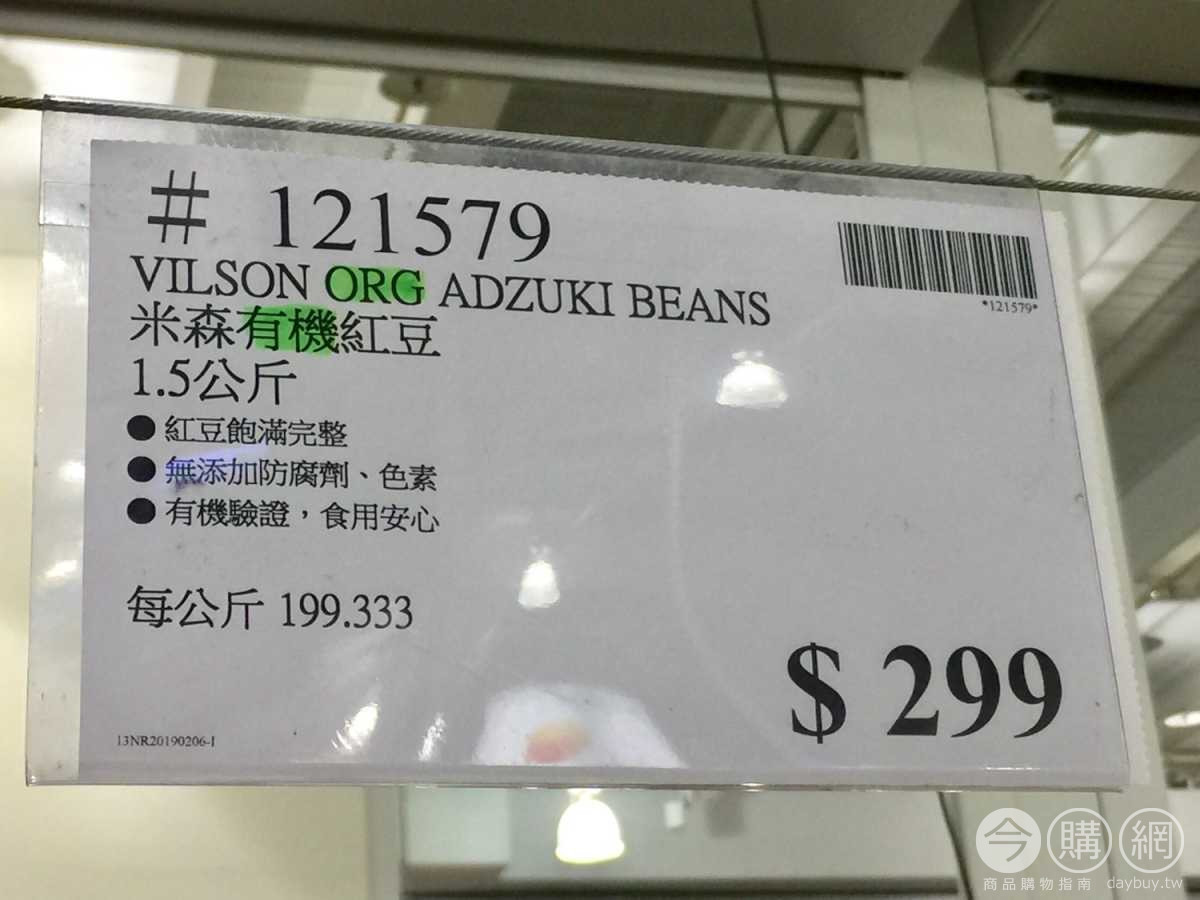 # 121579
VILSON ORG ADZUKI BEANS
*121579*
米森有機紅豆
1.5公斤
● 紅豆飽滿完整
● 無添加防腐劑、色素
● 有機驗證，食用安心
每公斤 199.333
$ 299
13NR20190206-1
今購網
商品購物指南 daybuy.tw